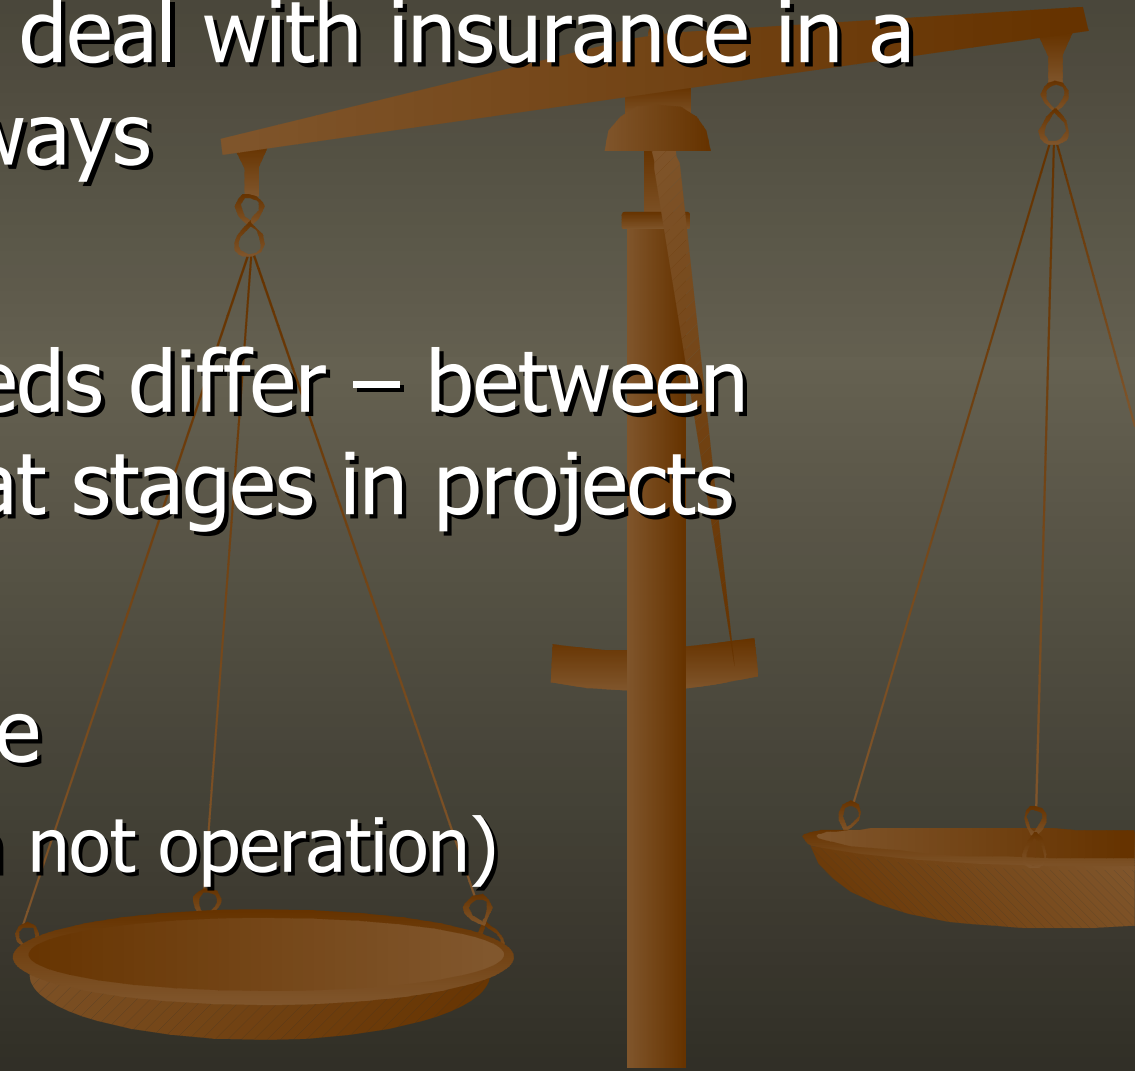 deal with insurance in a
ways
eds differ – between
at stages in projects
e
not operation)